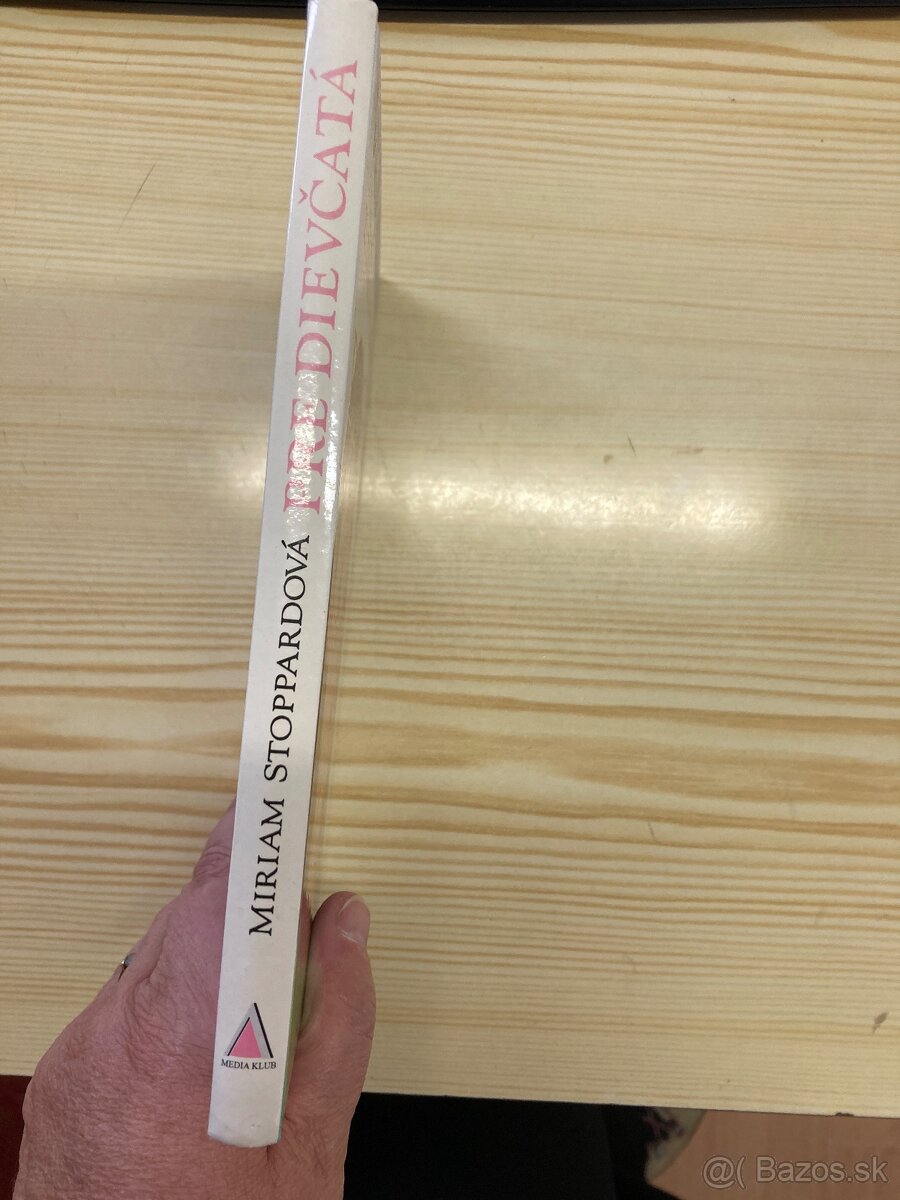 MIRIAM STOPPARDOVÁ PRE DIEVČATÁ
MEDIA KLUB
@( Bazos.sk